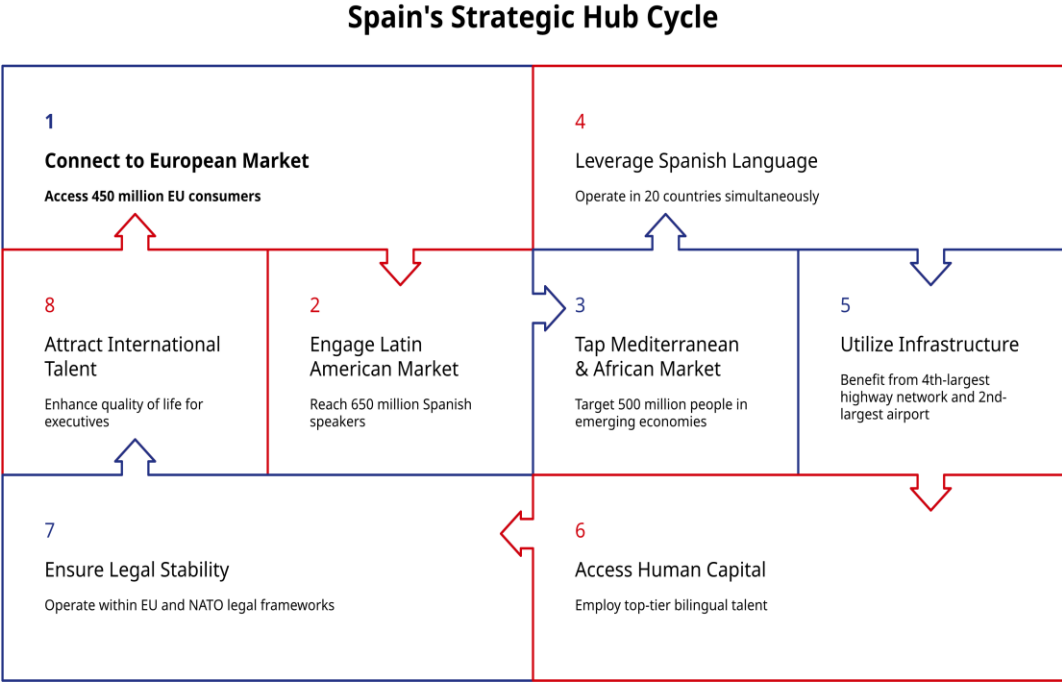 Spain's Strategic Hub Cycle
1
Connect to European Market
Access 450 million EU consumers
2
Engage Latin
American Market
Reach 650 million Spanish
speakers
3
Tap Mediterranean
& African Market
Target 500 million people in
emerging economies
4
Leverage Spanish Language
Operate in 20 countries simultaneously
5
Utilize Infrastructure
Benefit from 4th-largest
highway network and 2nd-
largest airport
6
Access Human Capital
Employ top-tier bilingual talent
7
Ensure Legal Stability
Operate within EU and NATO legal frameworks
8
Attract International
Talent
Enhance quality of life for
executives